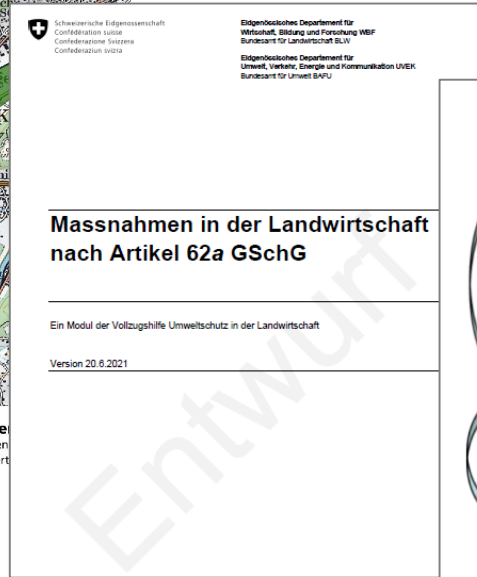 Schweizerische Eidgenossenschaft
Confédération suisse
Confederazione Svizzera
Confederaziun svizra
Eidgenössisches Departement für
Wirtschaft, Bildung und Forschung WBF
Bundesamt für Landwirtschaft BLW
Eidgenössisches Departement für
Umwelt, Verkehr, Energie und Kommunikation UVEK
Bundesamt für Umwelt BAFU
Massnahmen in der Landwirtschaft
nach Artikel 62a GSchG
Ein Modul der Vollzugshilfe Umweltschutz in der Landwirtschaft
Version 20.6.2021
Entwurf